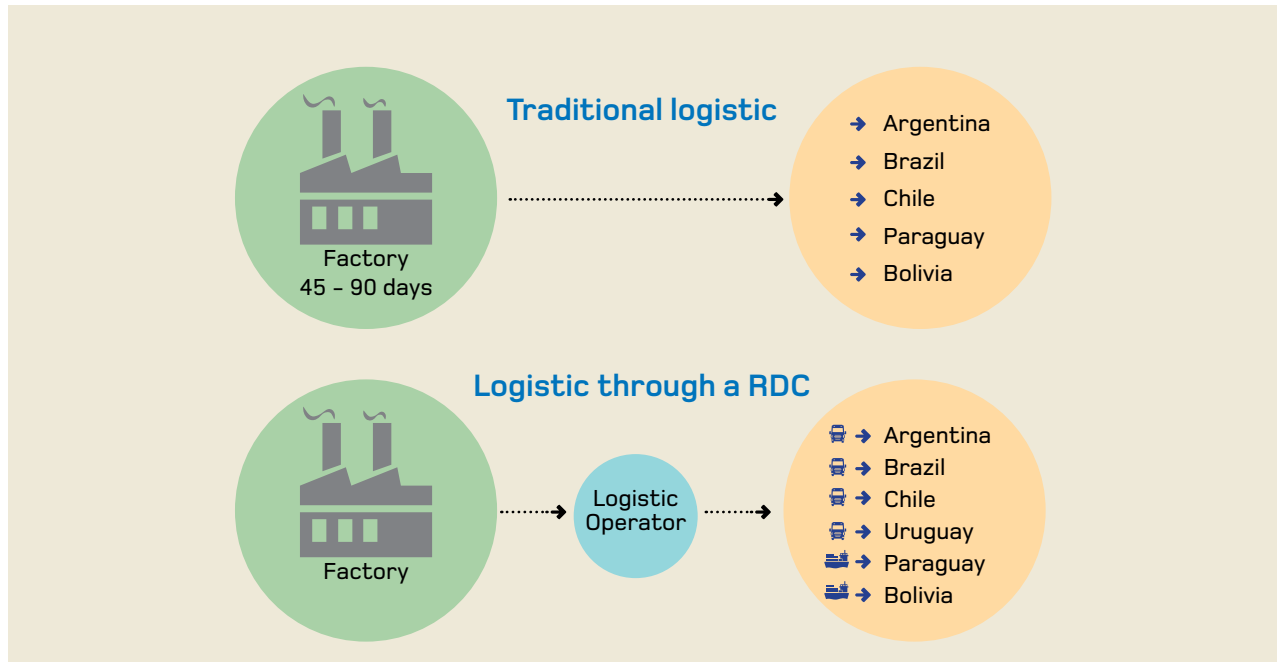 Traditional logistic
Factory
45 – 90 days
Argentina
Brazil
Chile
Paraguay
Bolivia
Logistic through a RDC
Factory
Logistic
Operator
Argentina
Brazil
Chile
Uruguay
Paraguay
Bolivia